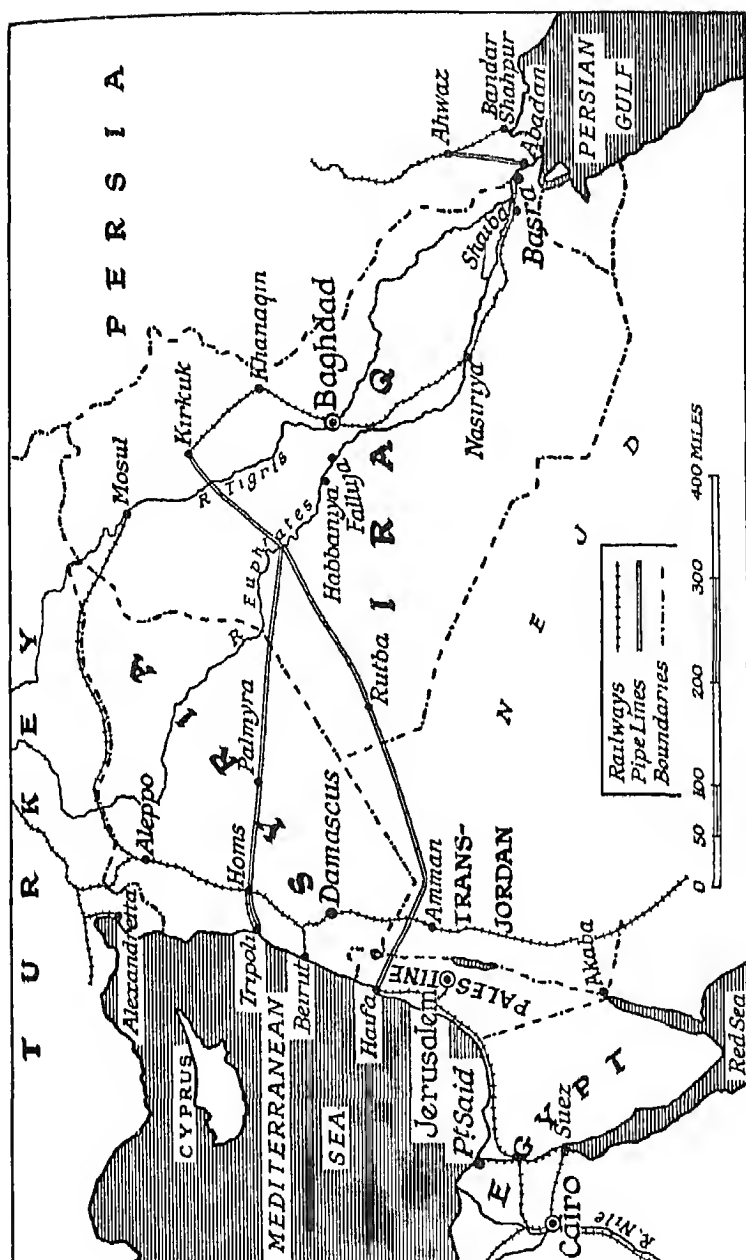 TURKEY
PERSIA
Alexandretta
Aleppo
Mosul
CYPRUS
Kirkuk
Khanaqin
R Tigris
SYRIA
Tripoli
Homs
Palmyra
R Euphrates
Beirut
Damascus
Habbaniya
Falluja
Baghdad
MEDITERRANEAN
SEA
Haifa
Rutba
IRAQ
Amman
TRANS-
JORDAN
Jerusalem
PALESTINE
Nasiriya
Shaiba
Basra
Ahwaz
Bandar
Shahpur
Abadan
PERSIAN
GULF
Pt Said
EGYPT
Suez
Cairo
R. Nile
Akaba
Red Sea
NEJD
Railways
Pipe Lines
Boundaries
0 50 100 200 300 400 MILES